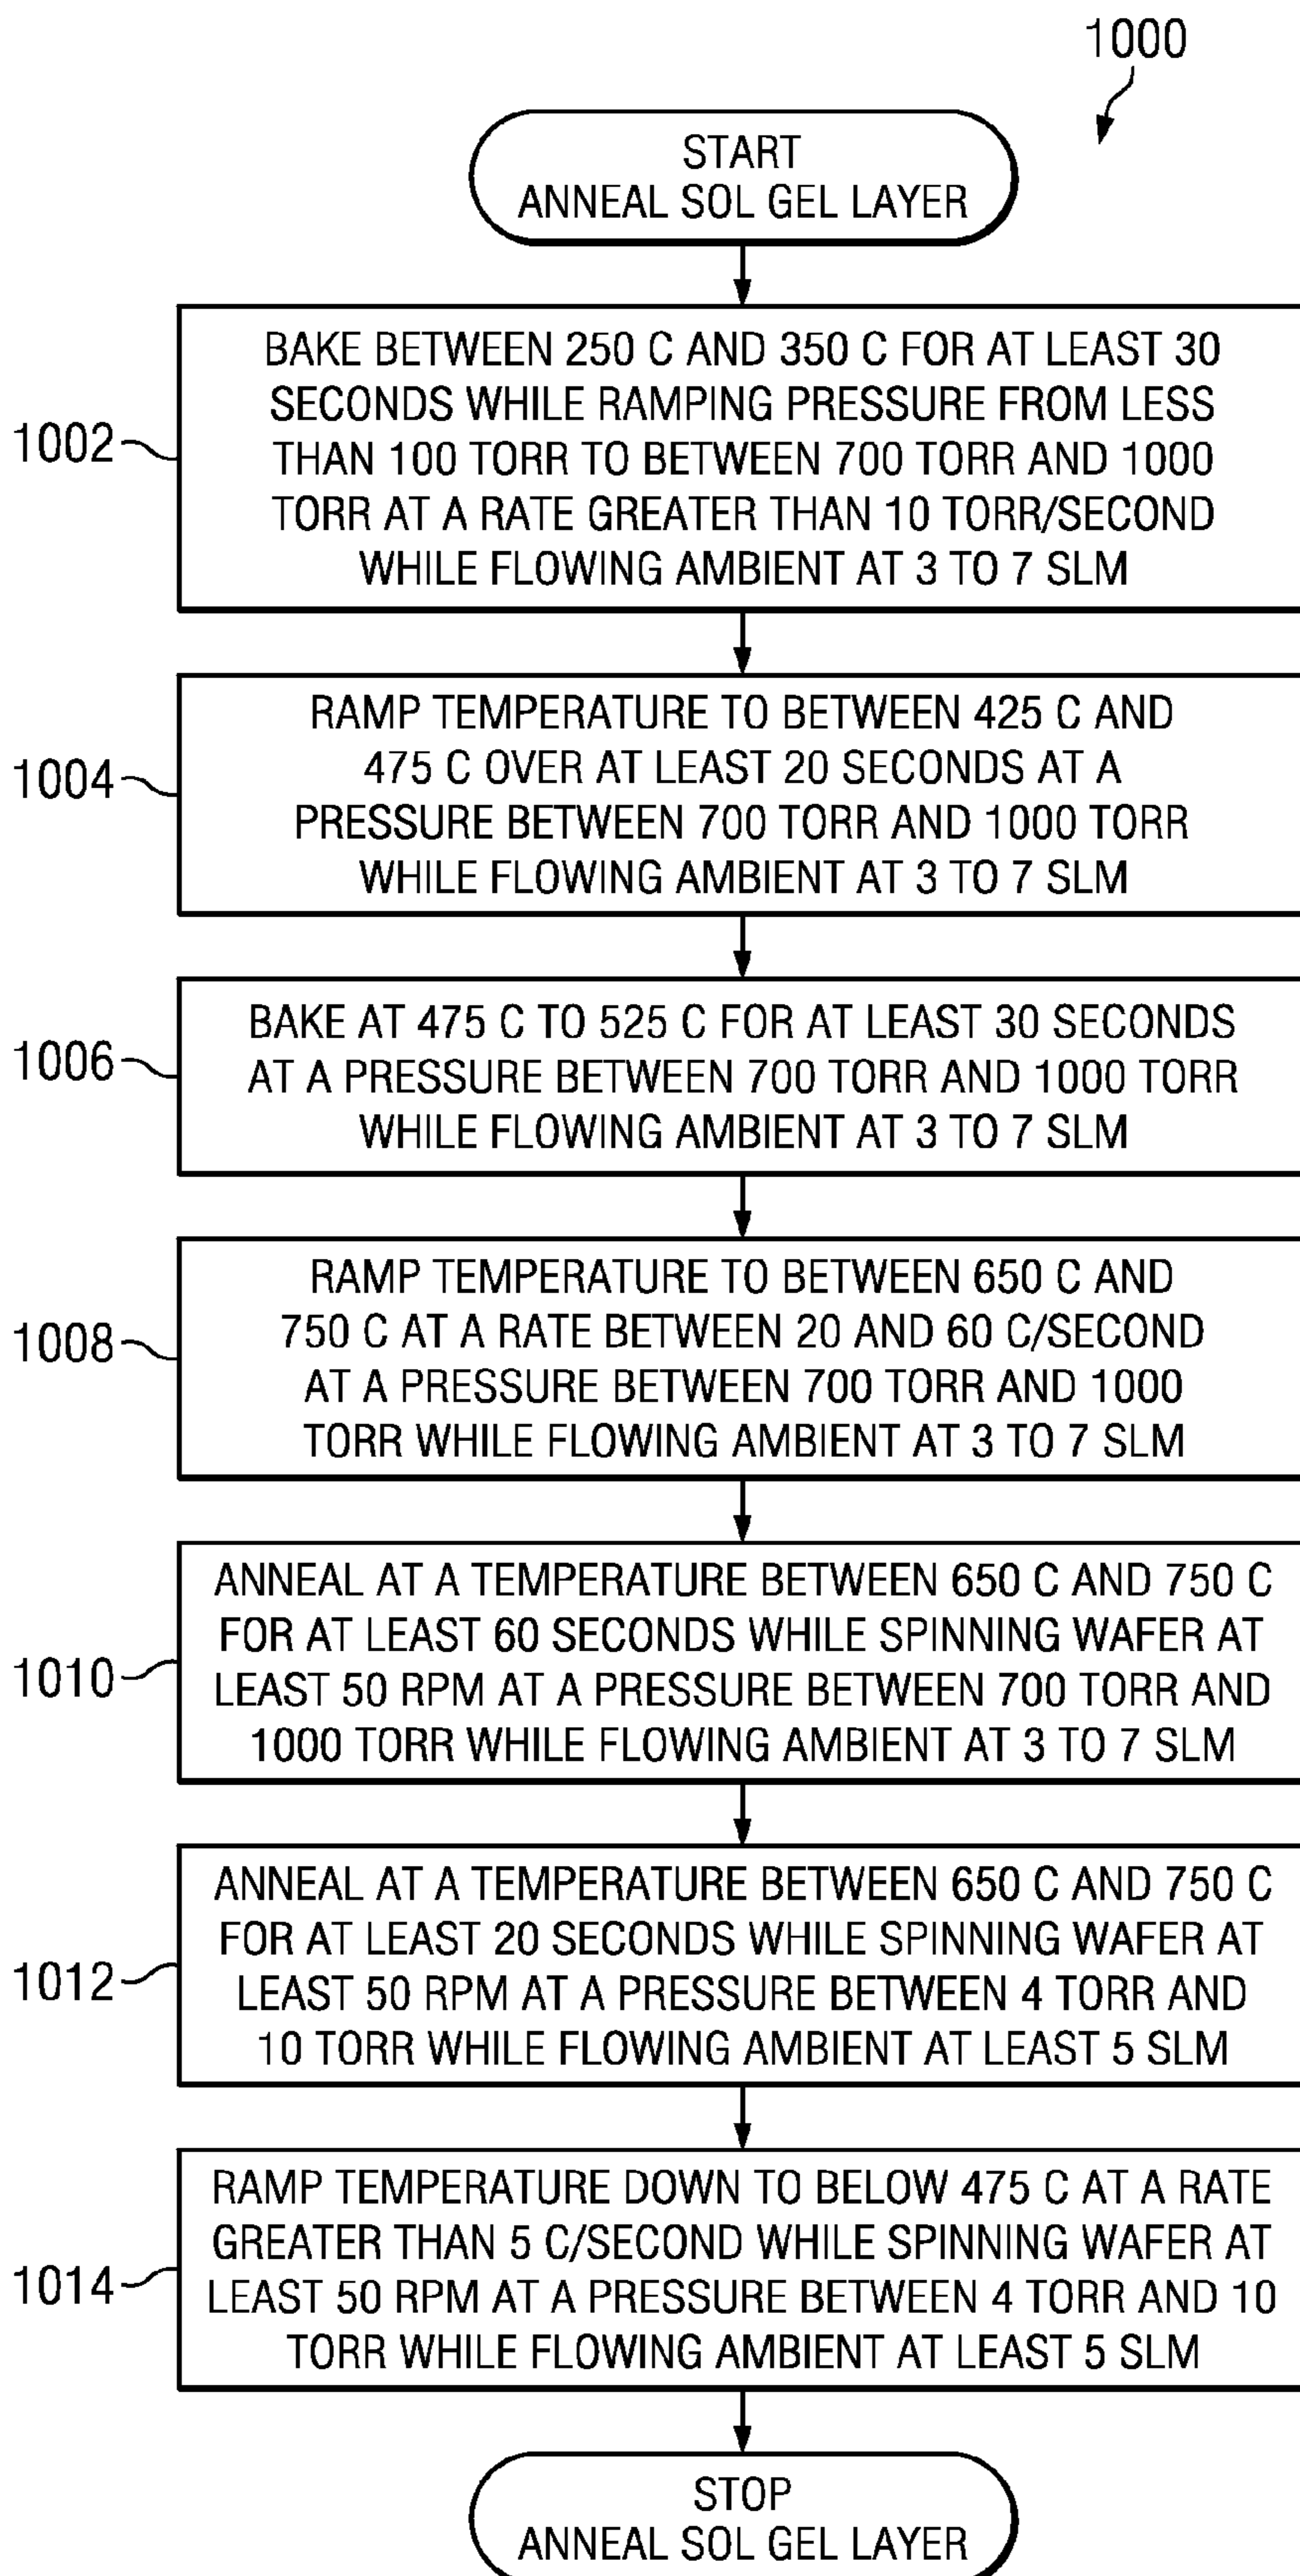 1000
START
ANNEAL SOL GEL LAYER
BAKE BETWEEN 250 C AND 350 C FOR AT LEAST 30
SECONDS WHILE RAMPING PRESSURE FROM LESS
THAN 100 TORR TO BETWEEN 700 TORR AND 1000
TORR AT A RATE GREATER THAN 10 TORR/SECOND
WHILE FLOWING AMBIENT AT 3 TO 7 SLM
1002
RAMP TEMPERATURE TO BETWEEN 425 C AND
475 C OVER AT LEAST 20 SECONDS AT A
PRESSURE BETWEEN 700 TORR AND 1000 TORR
WHILE FLOWING AMBIENT AT 3 TO 7 SLM
1004
BAKE AT 475 C TO 525 C FOR AT LEAST 30 SECONDS
AT A PRESSURE BETWEEN 700 TORR AND 1000 TORR
WHILE FLOWING AMBIENT AT 3 TO 7 SLM
1006
RAMP TEMPERATURE TO BETWEEN 650 C AND
750 C AT A RATE BETWEEN 20 AND 60 C/SECOND
AT A PRESSURE BETWEEN 700 TORR AND 1000
TORR WHILE FLOWING AMBIENT AT 3 TO 7 SLM
1008
ANNEAL AT A TEMPERATURE BETWEEN 650 C AND 750 C
FOR AT LEAST 60 SECONDS WHILE SPINNING WAFER AT
LEAST 50 RPM AT A PRESSURE BETWEEN 700 TORR AND
1000 TORR WHILE FLOWING AMBIENT AT 3 TO 7 SLM
1010
ANNEAL AT A TEMPERATURE BETWEEN 650 C AND 750 C
FOR AT LEAST 20 SECONDS WHILE SPINNING WAFER AT
LEAST 50 RPM AT A PRESSURE BETWEEN 4 TORR AND
10 TORR WHILE FLOWING AMBIENT AT LEAST 5 SLM
1012
RAMP TEMPERATURE DOWN TO BELOW 475 C AT A RATE
GREATER THAN 5 C/SECOND WHILE SPINNING WAFER AT
LEAST 50 RPM AT A PRESSURE BETWEEN 4 TORR AND 10
TORR WHILE FLOWING AMBIENT AT LEAST 5 SLM
1014
STOP
ANNEAL SOL GEL LAYER